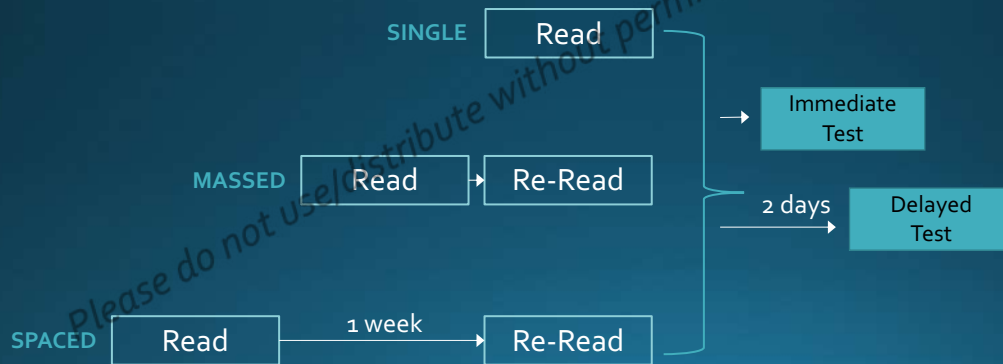 SINGLE
Read
Immediate
Test
MASSED
Read
Re-Read
2 days
Delayed
Test
SPACED
Read
1 week
Re-Read
Please do not use/distribute without